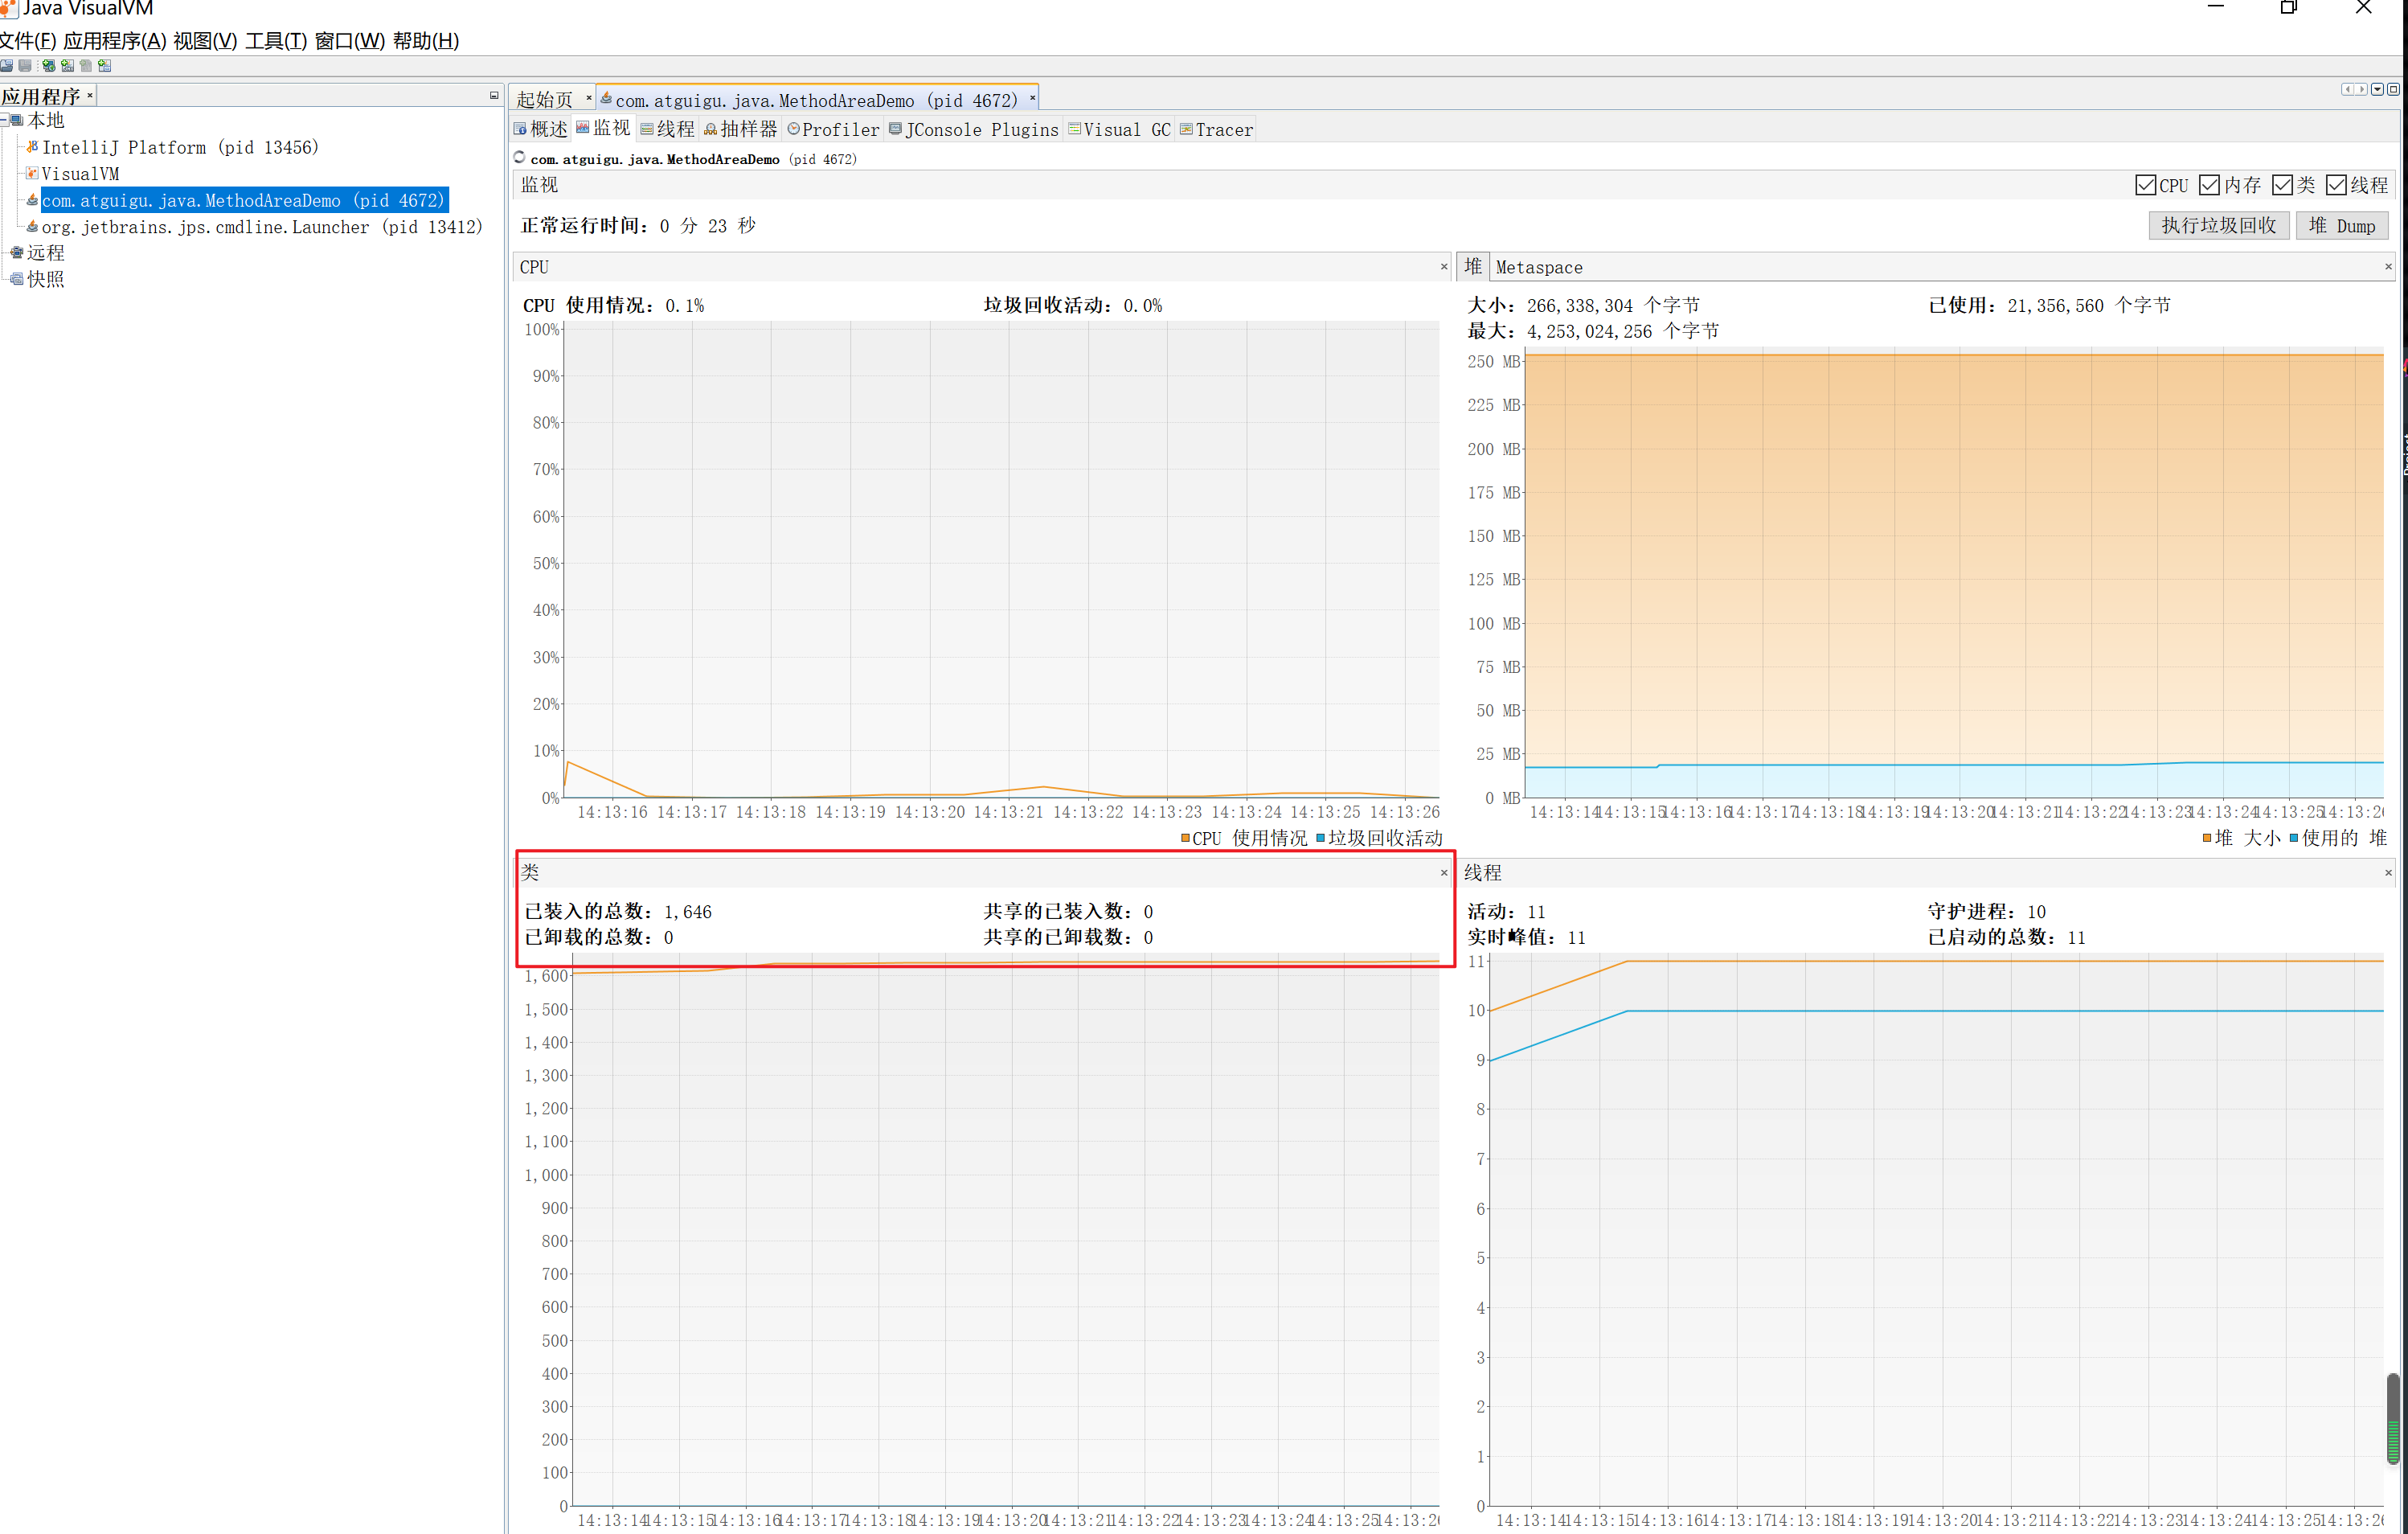 Java VisualVM
文件(F) 应用程序(A) 视图(V) 工具(T) 窗口(W) 帮助(H)
应用程序
本地
IntelliJ Platform (pid 13456)
VisualVM
com.atguigu.java.MethodAreaDemo (pid 4672)
org.jetbrains.jps.cmdline.Launcher (pid 13412)
远程
快照
起始页 com.atguigu.java.MethodAreaDemo (pid 4672)
概述 监视 线程 抽样器 Profiler JConsole Plugins Visual GC Tracer
com.atguigu.java.MethodAreaDemo (pid 4672)
监视 CPU 内存 类 线程
正常运行时间: 0 分 23 秒 执行垃圾回收 堆 Dump
CPU
CPU 使用情况: 0.1% 垃圾回收活动: 0.0%
100%
90%
80%
70%
60%
50%
40%
30%
20%
10%
0%
14:13:16 14:13:17 14:13:18 14:13:19 14:13:20 14:13:21 14:13:22 14:13:23 14:13:24 14:13:25 14:13:26
CPU 使用情况 垃圾回收活动
堆 Metaspace
大小: 266,338,304 个字节 已使用: 21,356,560 个字节
最大: 4,253,024,256 个字节
250 MB
225 MB
200 MB
175 MB
150 MB
125 MB
100 MB
75 MB
50 MB
25 MB
0 MB
14:13:14 14:13:15 14:13:16 14:13:17 14:13:18 14:13:19 14:13:20 14:13:21 14:13:22 14:13:23 14:13:24 14:13:25 14:13:26
堆 大小 使用的 堆
类
已装入的总数: 1,646 共享的已装入数: 0
已卸载的总数: 0 共享的已卸载数: 0
1,600
1,500
1,400
1,300
1,200
1,100
1,000
900
800
700
600
500
400
300
200
100
0
14:13:14 14:13:15 14:13:16 14:13:17 14:13:18 14:13:19 14:13:20 14:13:21 14:13:22 14:13:23 14:13:24 14:13:25 14:13:26
线程
活动: 11 守护进程: 10
实时峰值: 11 已启动的总数: 11
11
10
9
8
7
6
5
4
3
2
1
0
14:13:14 14:13:15 14:13:16 14:13:17 14:13:18 14:13:19 14:13:20 14:13:21 14:13:22 14:13:23 14:13:24 14:13:25 14:13:26